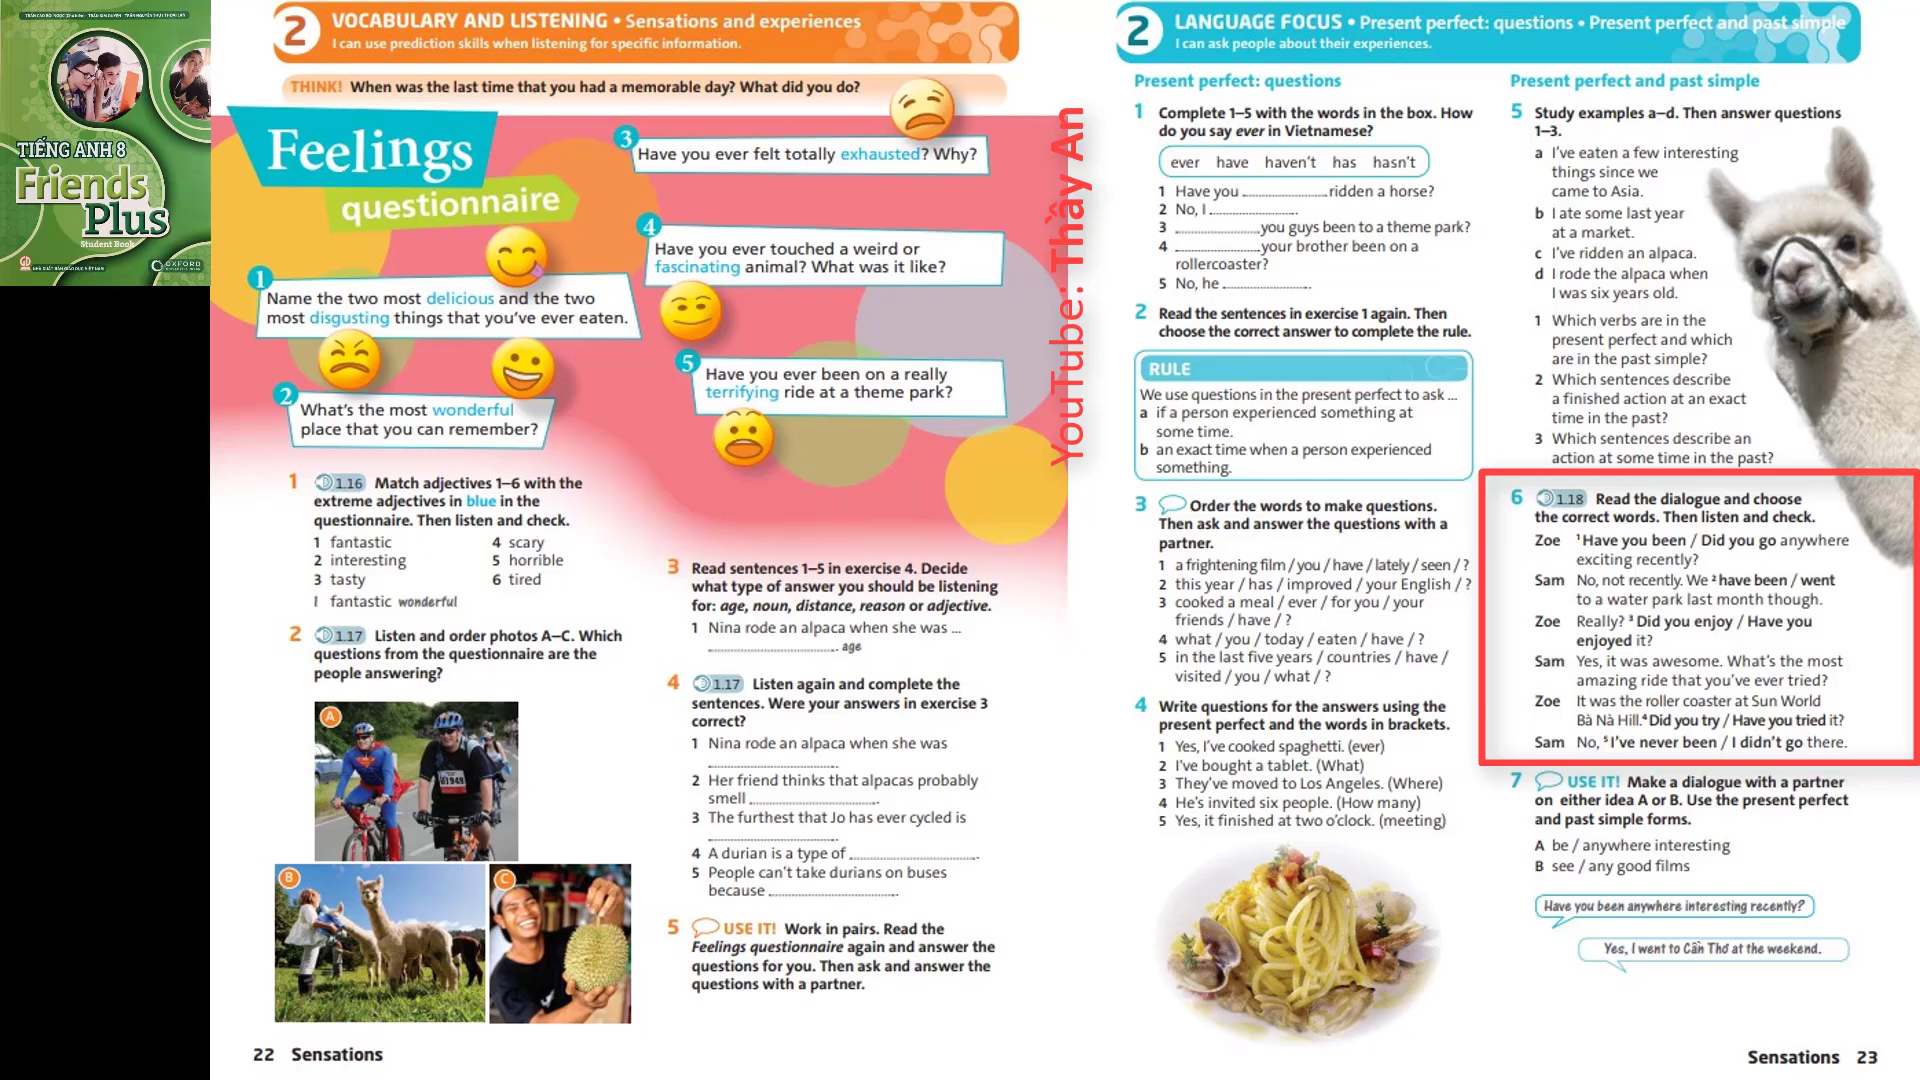 TRẦN CAO BỘI NGỌC (Chủ biên) - TRẦN KIM DUYÊN - TRẦN NGUYỄN THỤY THÙY LAN
TIẾNG ANH 8
Friends
Plus
Student Book
NHÀ XUẤT BẢN GIÁO DỤC VIỆT NAM
OXFORD
2 VOCABULARY AND LISTENING • Sensations and experiences
I can use prediction skills when listening for specific information.
THINK! When was the last time that you had a memorable day? What did you do?
Feelings
questionnaire
1
Name the two most delicious and the two
most disgusting things that you've ever eaten.
2
What's the most wonderful
place that you can remember?
3
Have you ever felt totally exhausted? Why?
4
Have you ever touched a weird or
fascinating animal? What was it like?
5
Have you ever been on a really
terrifying ride at a theme park?
1 1.16 Match adjectives 1–6 with the
extreme adjectives in blue in the
questionnaire. Then listen and check.
1 fantastic 4 scary
2 interesting 5 horrible
3 tasty 6 tired
1 fantastic wonderful
2 1.17 Listen and order photos A–C. Which
questions from the questionnaire are the
people answering?
A
61948
B
C
3 Read sentences 1–5 in exercise 4. Decide
what type of answer you should be listening
for: age, noun, distance, reason or adjective.
1 Nina rode an alpaca when she was ...
. age
4 1.17 Listen again and complete the
sentences. Were your answers in exercise 3
correct?
1 Nina rode an alpaca when she was
.
2 Her friend thinks that alpacas probably
smell .
3 The furthest that Jo has ever cycled is
.
4 A durian is a type of .
5 People can't take durians on buses
because .
5 USE IT! Work in pairs. Read the
Feelings questionnaire again and answer the
questions for you. Then ask and answer the
questions with a partner.
22 Sensations
YouTube: Thầy An
2 LANGUAGE FOCUS • Present perfect: questions • Present perfect and past simple
I can ask people about their experiences.
Present perfect: questions
1 Complete 1–5 with the words in the box. How
do you say ever in Vietnamese?
ever have haven't has hasn't
1 Have you ridden a horse?
2 No, I .
3 you guys been to a theme park?
4 your brother been on a
rollercoaster?
5 No, he .
2 Read the sentences in exercise 1 again. Then
choose the correct answer to complete the rule.
RULE
We use questions in the present perfect to ask ...
a if a person experienced something at
some time.
b an exact time when a person experienced
something.
3 Order the words to make questions.
Then ask and answer the questions with a
partner.
1 a frightening film / you / have / lately / seen / ?
2 this year / has / improved / your English / ?
3 cooked a meal / ever / for you / your
friends / have / ?
4 what / you / today / eaten / have / ?
5 in the last five years / countries / have /
visited / you / what / ?
4 Write questions for the answers using the
present perfect and the words in brackets.
1 Yes, I've cooked spaghetti. (ever)
2 I've bought a tablet. (What)
3 They've moved to Los Angeles. (Where)
4 He's invited six people. (How many)
5 Yes, it finished at two o'clock. (meeting)
Present perfect and past simple
5 Study examples a–d. Then answer questions
1–3.
a I've eaten a few interesting
things since we
came to Asia.
b I ate some last year
at a market.
c I've ridden an alpaca.
d I rode the alpaca when
I was six years old.
1 Which verbs are in the
present perfect and which
are in the past simple?
2 Which sentences describe
a finished action at an exact
time in the past?
3 Which sentences describe an
action at some time in the past?
6 1.18 Read the dialogue and choose
the correct words. Then listen and check.
Zoe ¹Have you been / Did you go anywhere
exciting recently?
Sam No, not recently. We ²have been / went
to a water park last month though.
Zoe Really? ³Did you enjoy / Have you
enjoyed it?
Sam Yes, it was awesome. What's the most
amazing ride that you've ever tried?
Zoe It was the roller coaster at Sun World
Bà Nà Hill. ⁴Did you try / Have you tried it?
Sam No, ⁵I've never been / I didn't go there.
7 USE IT! Make a dialogue with a partner
on either idea A or B. Use the present perfect
and past simple forms.
A be / anywhere interesting
B see / any good films
Have you been anywhere interesting recently?
Yes, I went to Cần Thơ at the weekend.
Sensations 23